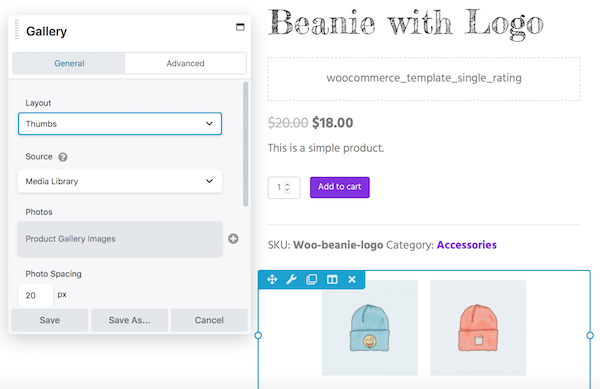 Gallery
General
Advanced
Layout
Thumbs
Source ?
Media Library
Photos
Product Gallery Images
Photo Spacing
20 px
Save
Save As...
Cancel
Beanie with Logo
woocommerce_template_single_rating
$20.00 $18.00
This is a simple product.
1
Add to cart
SKU: Woo-beanie-logo Category: Accessories